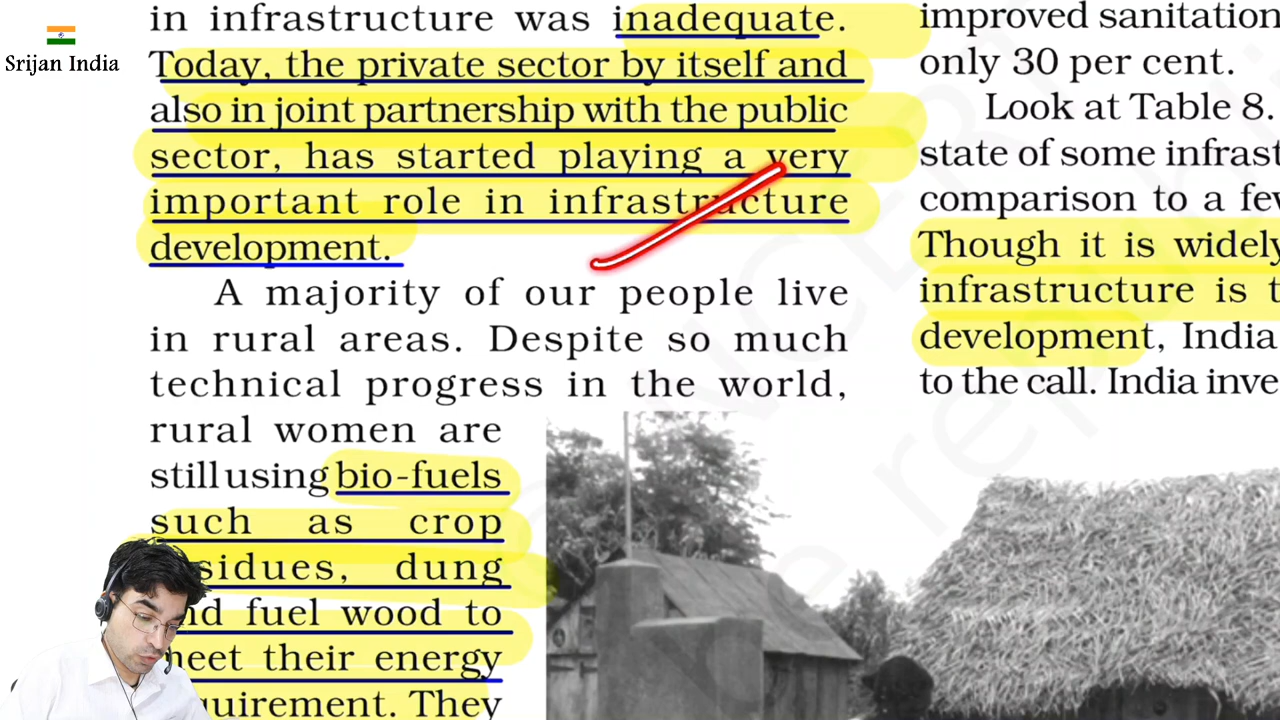 Srijan India
in infrastructure was inadequate.
Today, the private sector by itself and
also in joint partnership with the public
sector, has started playing a very
important role in infrastructure
development.
A majority of our people live
in rural areas. Despite so much
technical progress in the world,
rural women are
still using bio-fuels
such as crop
sidues, dung
nd fuel wood to
neet their energy
quirement. They
improved sanitation
only 30 per cent.
Look at Table 8.
state of some infrast
comparison to a few
Though it is widely
infrastructure is t
development, India
to the call. India inve